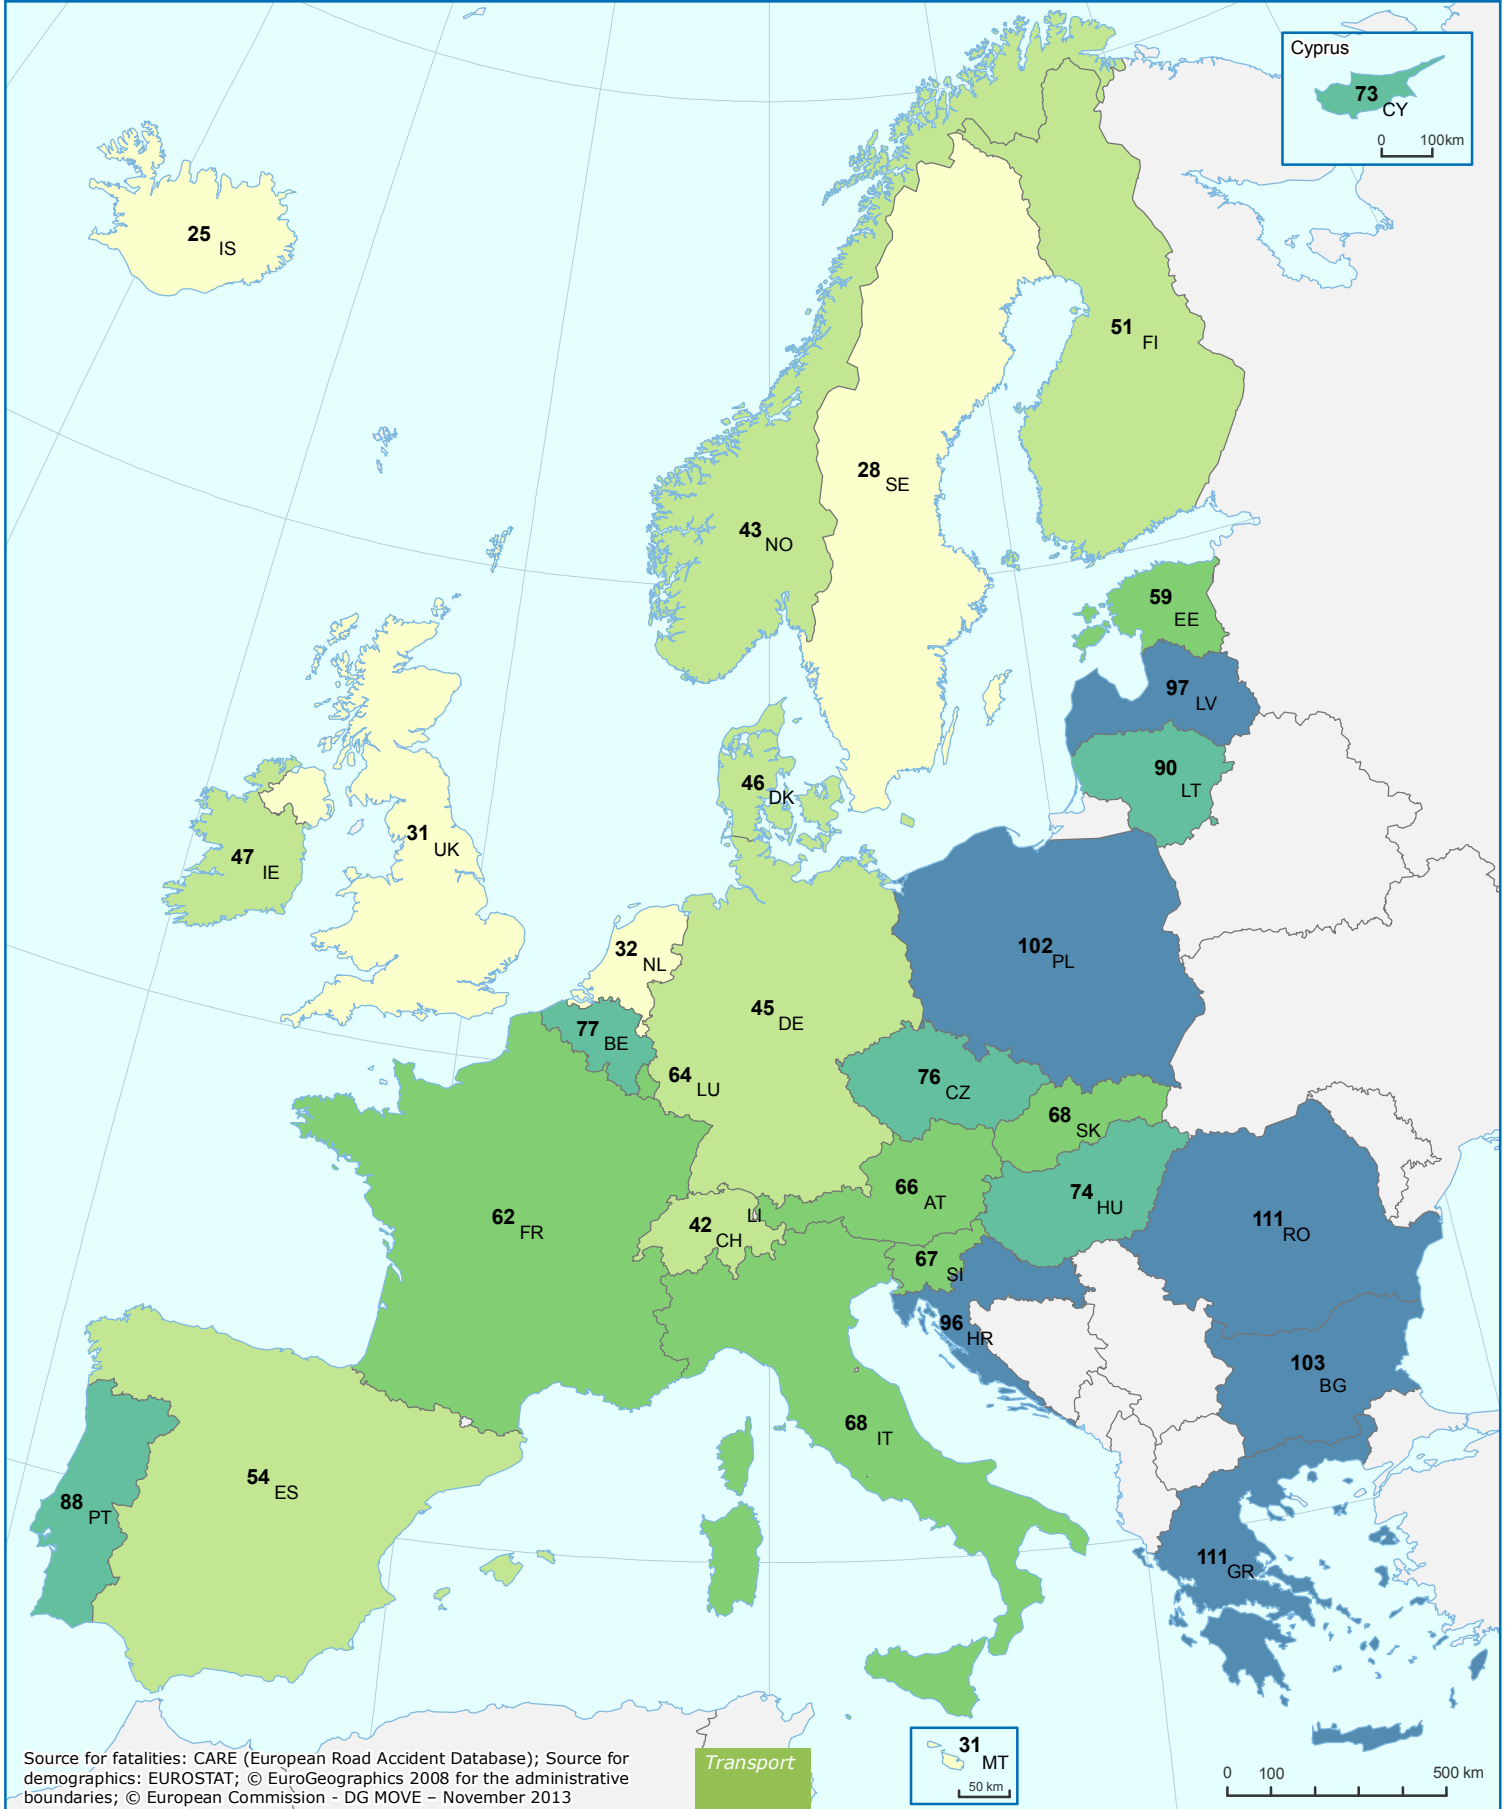 Cyprus
73
CY
0 100km
25
IS
51
FI
28
SE
43
NO
59
EE
97
LV
90
LT
46
DK
31
UK
47
IE
32
NL
102
PL
45
DE
77
BE
64
LU
76
CZ
68
SK
66
AT
74
HU
62
FR
42
CH
LI
111
RO
67
SI
96
HR
103
BG
68
IT
54
ES
88
PT
111
GR
31
MT
50 km
Source for fatalities: CARE (European Road Accident Database); Source for
demographics: EUROSTAT; © EuroGeographics 2008 for the administrative
boundaries; © European Commission - DG MOVE – November 2013
Transport
0 100 500 km